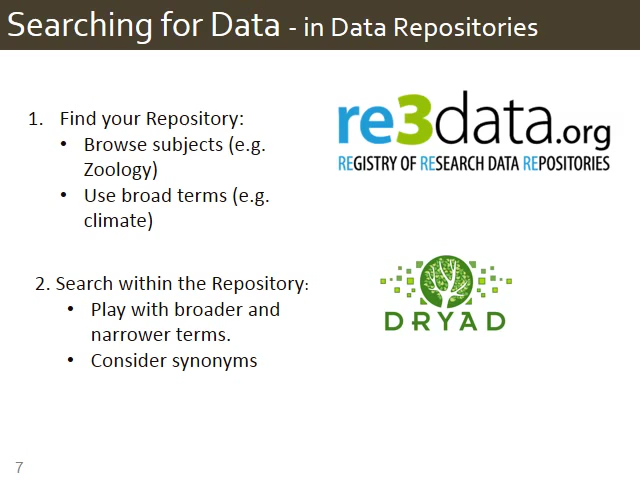 Searching for Data - in Data Repositories
1. Find your Repository:
• Browse subjects (e.g.
Zoology)
• Use broad terms (e.g.
climate)
re3data.org
REGISTRY OF RESEARCH DATA REPOSITORIES
2. Search within the Repository:
• Play with broader and
narrower terms.
• Consider synonyms
DRYAD
7